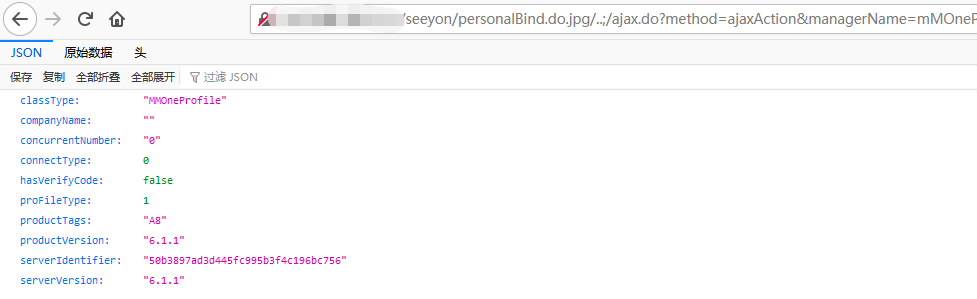 /seeyon/personalBind.do.jpg/..;/ajax.do?method=ajaxAction&managerName=mMOneP
JSON 原始数据 头
保存 复制 全部折叠 全部展开 过滤 JSON
classType: "MMOneProfile"
companyName: ""
concurrentNumber: "0"
connectType: 0
hasVerifyCode: false
proFileType: 1
productTags: "A8"
productVersion: "6.1.1"
serverIdentifier: "50b3897ad3d445fc995b3f4c196bc756"
serverVersion: "6.1.1"